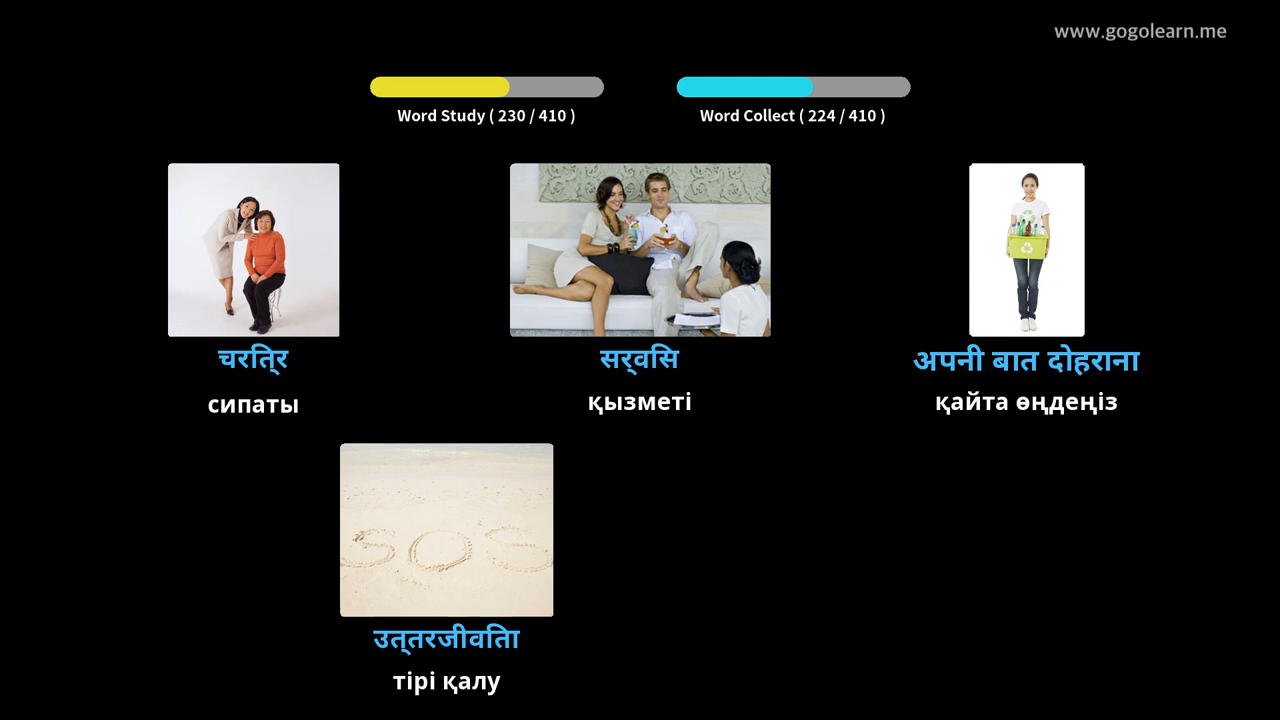 www.gogolearn.me
Word Study ( 230 / 410 )
Word Collect ( 224 / 410 )
चरित्र
सर्विस
अपनी बात दोहराना
сипаты
қызметі
қайта өңдеңіз
SOS
उत्तरजीविता
тірі қалу